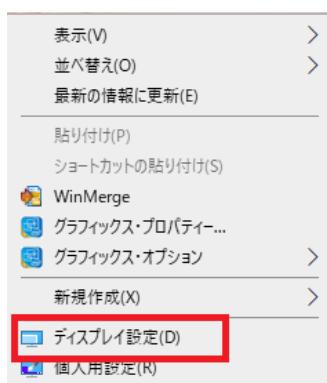 表示(V)
並べ替え(O)
最新の情報に更新(E)
貼り付け(P)
ショートカットの貼り付け(S)
WinMerge
グラフィックス・プロパティー...
グラフィックス・オプション
新規作成(X)
ディスプレイ設定(D)
個人用設定(R)